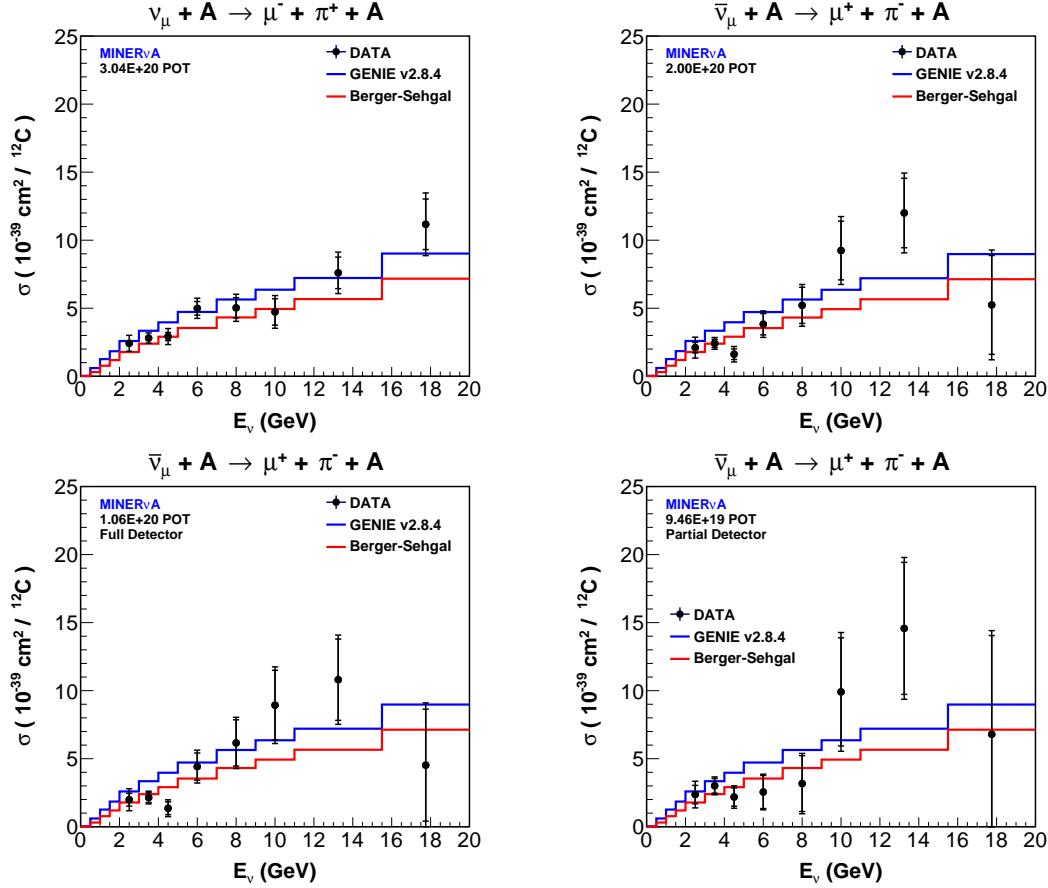 ν_μ + A → μ⁻ + π⁺ + A
25
20
15
10
5
0
σ ( 10⁻³⁹ cm² / ¹²C )
MINERνA
3.04E+20 POT
DATA
GENIE v2.8.4
Berger-Sehgal
0 2 4 6 8 10 12 14 16 18 20
E_ν (GeV)
ν̅_μ + A → μ⁺ + π⁻ + A
25
20
15
10
5
0
σ ( 10⁻³⁹ cm² / ¹²C )
MINERνA
2.00E+20 POT
DATA
GENIE v2.8.4
Berger-Sehgal
0 2 4 6 8 10 12 14 16 18 20
E_ν (GeV)
ν̅_μ + A → μ⁺ + π⁻ + A
25
20
15
10
5
0
σ ( 10⁻³⁹ cm² / ¹²C )
MINERνA
1.06E+20 POT
Full Detector
DATA
GENIE v2.8.4
Berger-Sehgal
0 2 4 6 8 10 12 14 16 18 20
E_ν (GeV)
ν̅_μ + A → μ⁺ + π⁻ + A
25
20
15
10
5
0
σ ( 10⁻³⁹ cm² / ¹²C )
MINERνA
9.46E+19 POT
Partial Detector
DATA
GENIE v2.8.4
Berger-Sehgal
0 2 4 6 8 10 12 14 16 18 20
E_ν (GeV)